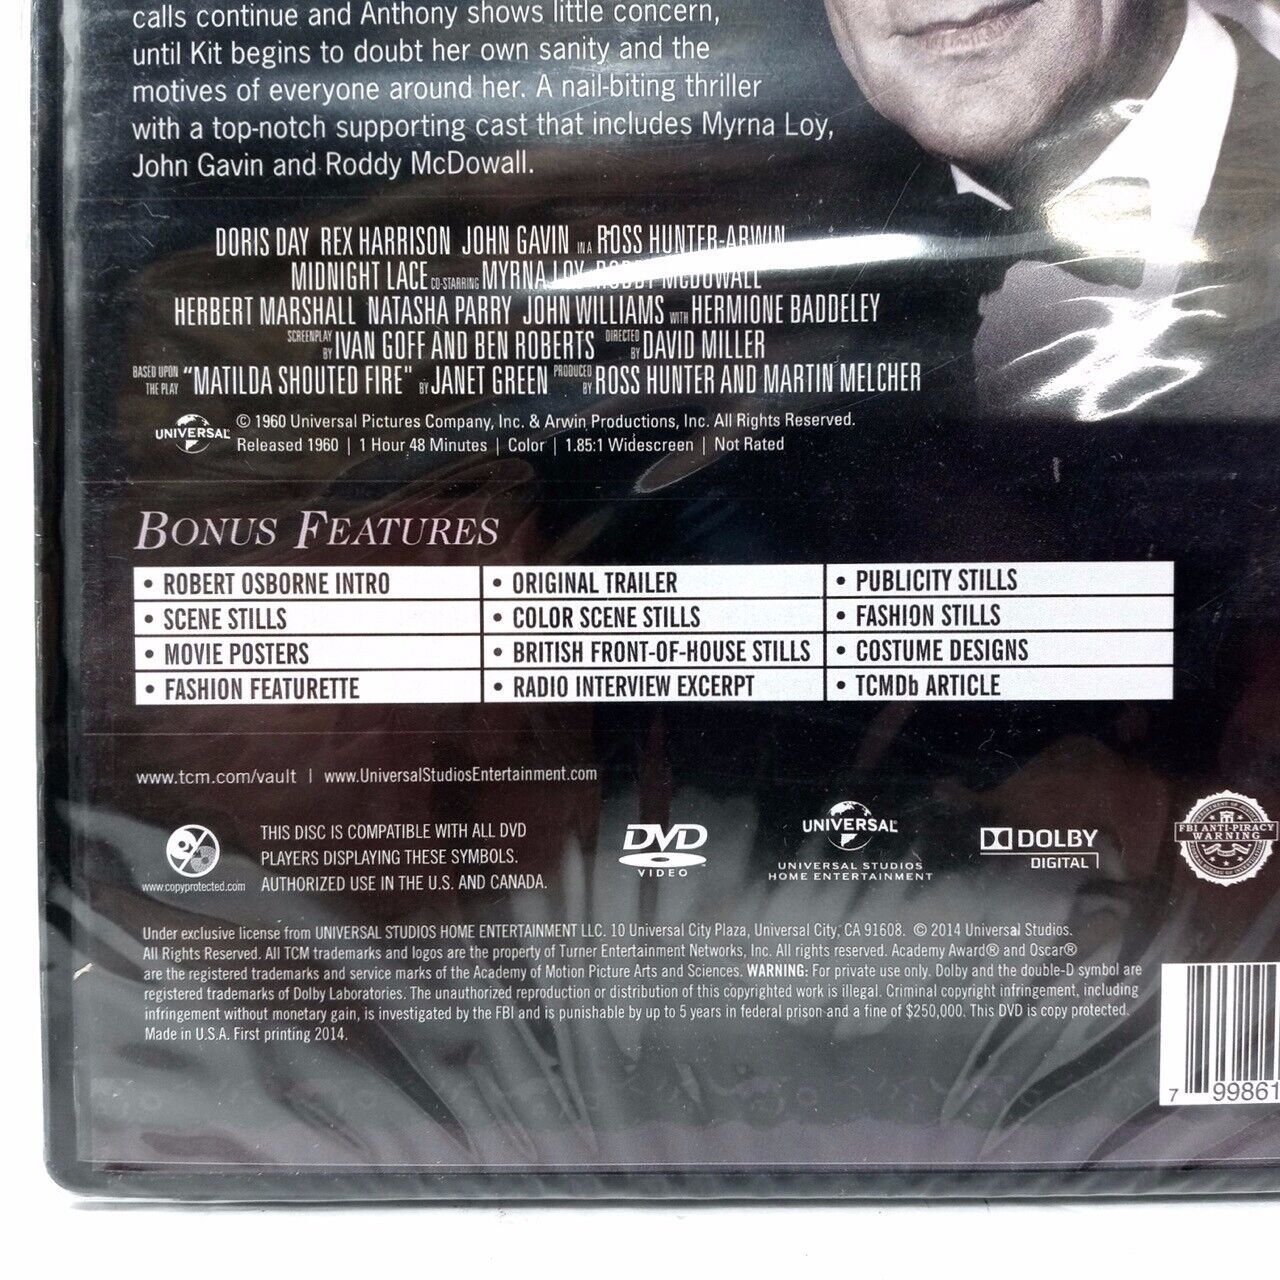 calls continue and Anthony shows little concern,
until Kit begins to doubt her own sanity and the
motives of everyone around her. A nail-biting thriller
with a top-notch supporting cast that includes Myrna Loy,
John Gavin and Roddy McDowall.
DORIS DAY REX HARRISON JOHN GAVIN IN A ROSS HUNTER-ARWIN
MIDNIGHT LACE CO-STARRING MYRNA LOY RODDY MCDOWALL
HERBERT MARSHALL NATASHA PARRY JOHN WILLIAMS WITH HERMIONE BADDELEY
SCREENPLAY BY IVAN GOFF AND BEN ROBERTS DIRECTED BY DAVID MILLER
BASED UPON THE PLAY "MATILDA SHOUTED FIRE" BY JANET GREEN PRODUCED BY ROSS HUNTER AND MARTIN MELCHER
UNIVERSAL
© 1960 Universal Pictures Company, Inc. & Arwin Productions, Inc. All Rights Reserved.
Released 1960 | 1 Hour 48 Minutes | Color | 1.85:1 Widescreen | Not Rated
BONUS FEATURES
• ROBERT OSBORNE INTRO • ORIGINAL TRAILER • PUBLICITY STILLS
• SCENE STILLS • COLOR SCENE STILLS • FASHION STILLS
• MOVIE POSTERS • BRITISH FRONT-OF-HOUSE STILLS • COSTUME DESIGNS
• FASHION FEATURETTE • RADIO INTERVIEW EXCERPT • TCMDb ARTICLE
www.tcm.com/vault | www.UniversalStudiosEntertainment.com
www.copyprotected.com
THIS DISC IS COMPATIBLE WITH ALL DVD
PLAYERS DISPLAYING THESE SYMBOLS.
AUTHORIZED USE IN THE U.S. AND CANADA.
DVD
VIDEO
UNIVERSAL
UNIVERSAL STUDIOS
HOME ENTERTAINMENT
DOLBY
DIGITAL
FBI ANTI-PIRACY
WARNING
Under exclusive license from UNIVERSAL STUDIOS HOME ENTERTAINMENT LLC. 10 Universal City Plaza, Universal City, CA 91608. © 2014 Universal Studios.
All Rights Reserved. All TCM trademarks and logos are the property of Turner Entertainment Networks, Inc. All rights reserved. Academy Award® and Oscar®
are the registered trademarks and service marks of the Academy of Motion Picture Arts and Sciences. WARNING: For private use only. Dolby and the double-D symbol are
registered trademarks of Dolby Laboratories. The unauthorized reproduction or distribution of this copyrighted work is illegal. Criminal copyright infringement, including
infringement without monetary gain, is investigated by the FBI and is punishable by up to 5 years in federal prison and a fine of $250,000. This DVD is copy protected.
Made in U.S.A. First printing 2014.
7 99861